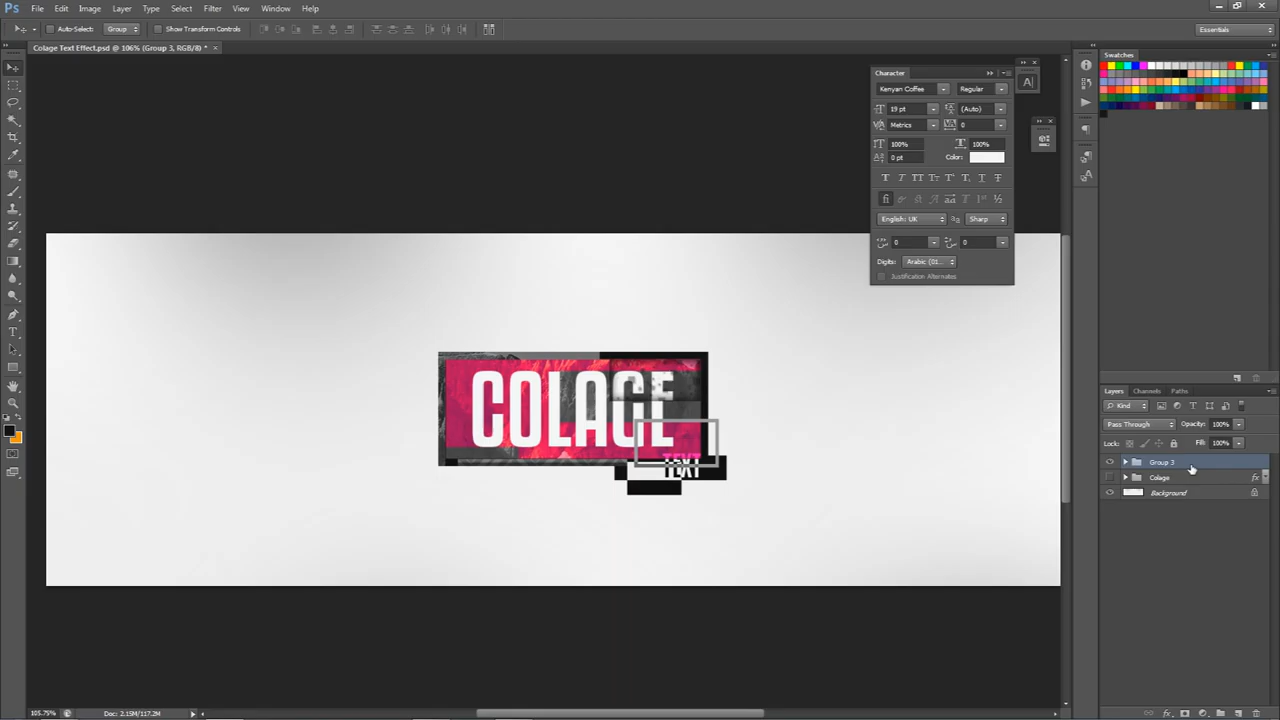 Ps File Edit Image Layer Type Select Filter Window Help
Auto-Select: Group Show Transform Controls Essentials
Colage Text Effect.psd @ 106% (Group 3, RGB/8) * ×
Swatches
Character
Kenyan Coffee Regular
19 pt (Auto)
Metrics 0
100% 100%
0 pt Color:
English: UK Sharp
0 0
Digits: Arabic (01...
Justification Alternates
COLAGE
TEXT
Layers Channels Paths
Kind
Pass Through Opacity: 100%
Lock: Fill: 100%
Group 3
Colage fx
Background
105.75% Doc: 2.15M/117.2M